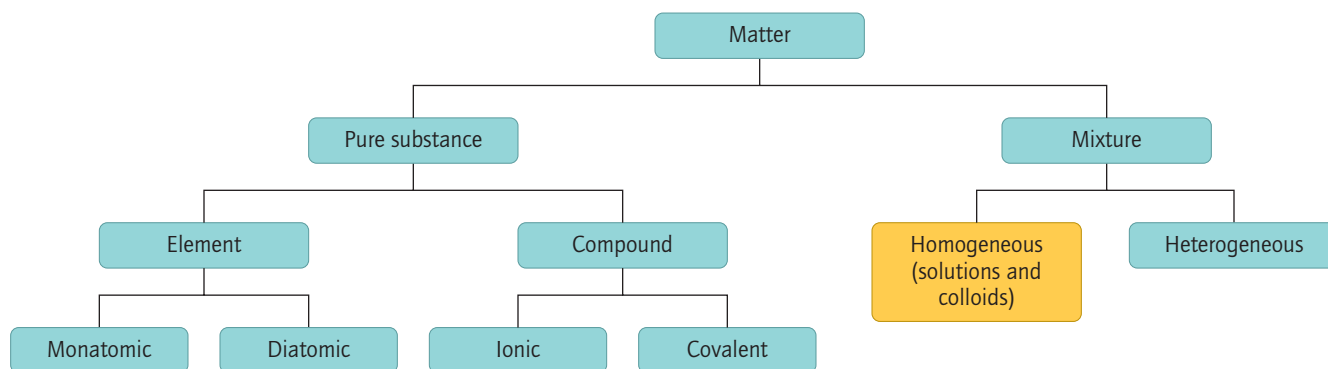 Matter
Pure substance
Mixture
Element
Compound
Homogeneous
(solutions and
colloids)
Heterogeneous
Monatomic
Diatomic
Ionic
Covalent